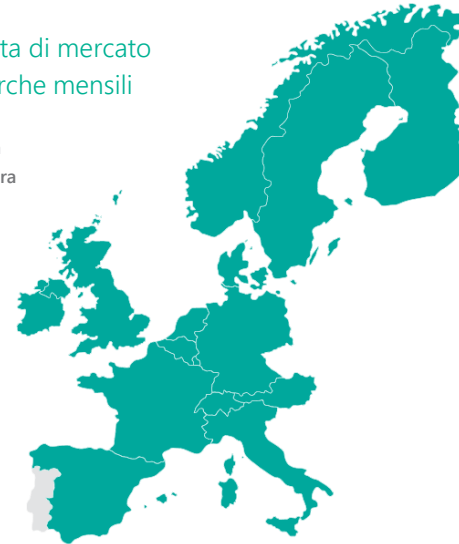 ta di mercato
rche mensili
ra